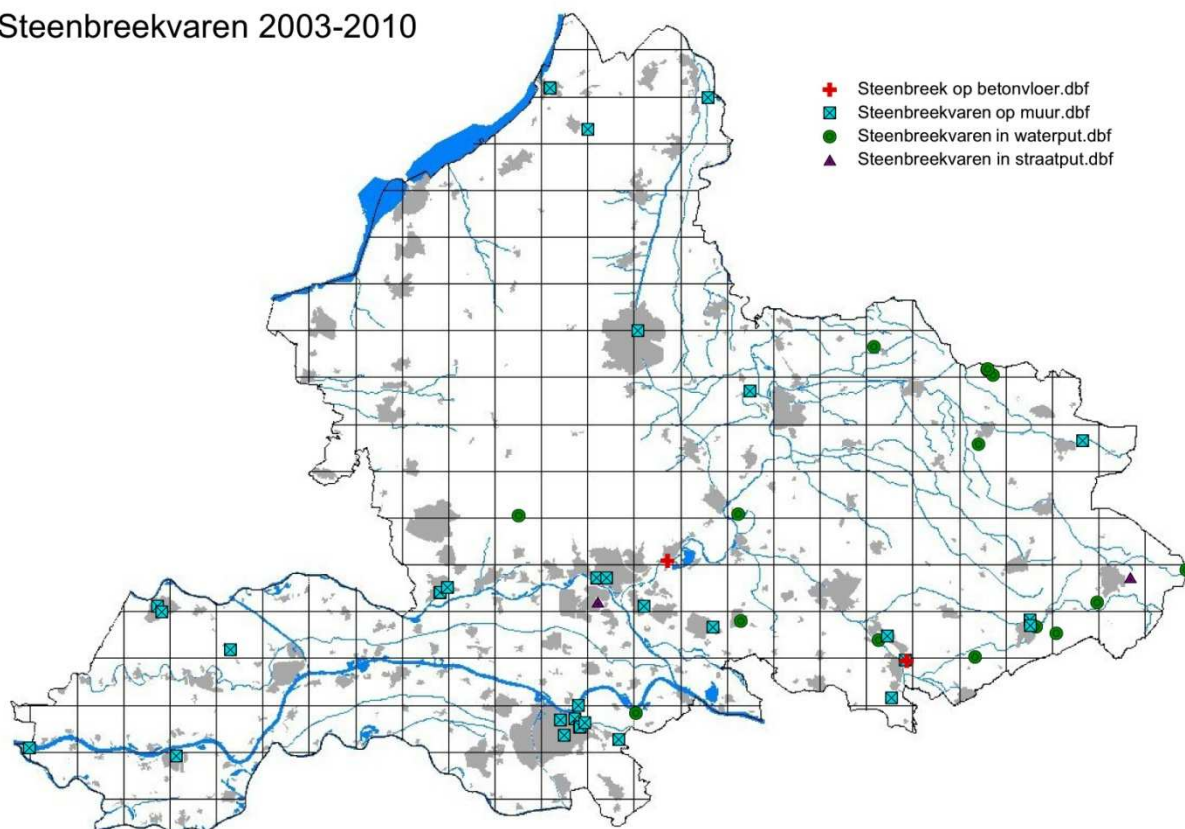 Steenbreekvaren 2003-2010
Steenbreek op betonvloer.dbf
Steenbreekvaren op muur.dbf
Steenbreekvaren in waterput.dbf
Steenbreekvaren in straatput.dbf